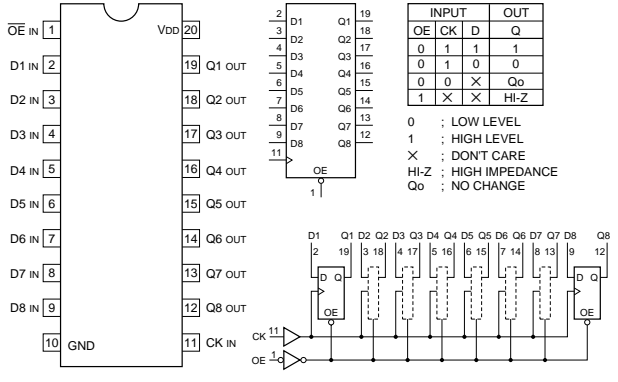 OE IN 1
VDD 20
D1 IN 2
19 Q1 OUT
D2 IN 3
18 Q2 OUT
D3 IN 4
17 Q3 OUT
D4 IN 5
16 Q4 OUT
D5 IN 6
15 Q5 OUT
D6 IN 7
14 Q6 OUT
D7 IN 8
13 Q7 OUT
D8 IN 9
12 Q8 OUT
10 GND
11 CK IN
2 D1 Q1 19
3 D2 Q2 18
4 D3 Q3 17
5 D4 Q4 16
6 D5 Q5 15
7 D6 Q6 14
8 D7 Q7 13
9 D8 Q8 12
11
OE
1
INPUT OUT
OE CK D Q
0 1 1 1
0 1 0 0
0 0 × Qo
1 × × HI-Z
0 ; LOW LEVEL
1 ; HIGH LEVEL
× ; DON'T CARE
HI-Z ; HIGH IMPEDANCE
Qo ; NO CHANGE
D1 Q1 D2 Q2 D3 Q3 D4 Q4 D5 Q5 D6 Q6 D7 Q7 D8 Q8
2 19 3 18 4 17 5 16 6 15 7 14 8 13 9 12
D Q D Q
OE OE
CK 11
OE 1